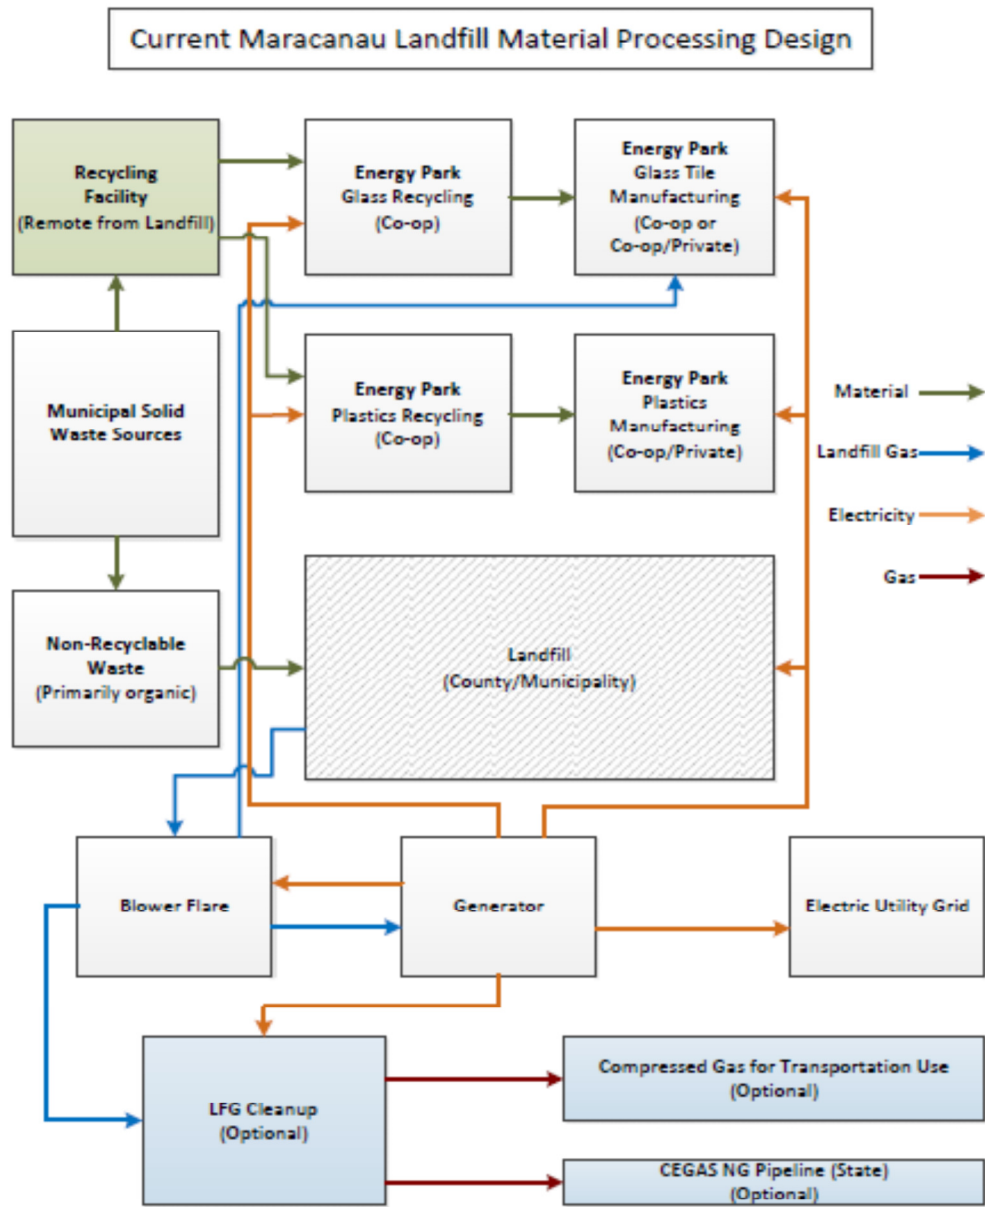 Current Maracanau Landfill Material Processing Design
Recycling
Facility
(Remote from Landfill)
Energy Park
Glass Recycling
(Co-op)
Energy Park
Glass Tile
Manufacturing
(Co-op or
Co-op/Private)
Municipal Solid
Waste Sources
Energy Park
Plastics Recycling
(Co-op)
Energy Park
Plastics
Manufacturing
(Co-op/Private)
Material
Landfill Gas
Electricity
Gas
Non-Recyclable
Waste
(Primarily organic)
Landfill
(County/Municipality)
Blower Flare
Generator
Electric Utility Grid
LFG Cleanup
(Optional)
Compressed Gas for Transportation Use
(Optional)
CEGAS NG Pipeline (State)
(Optional)